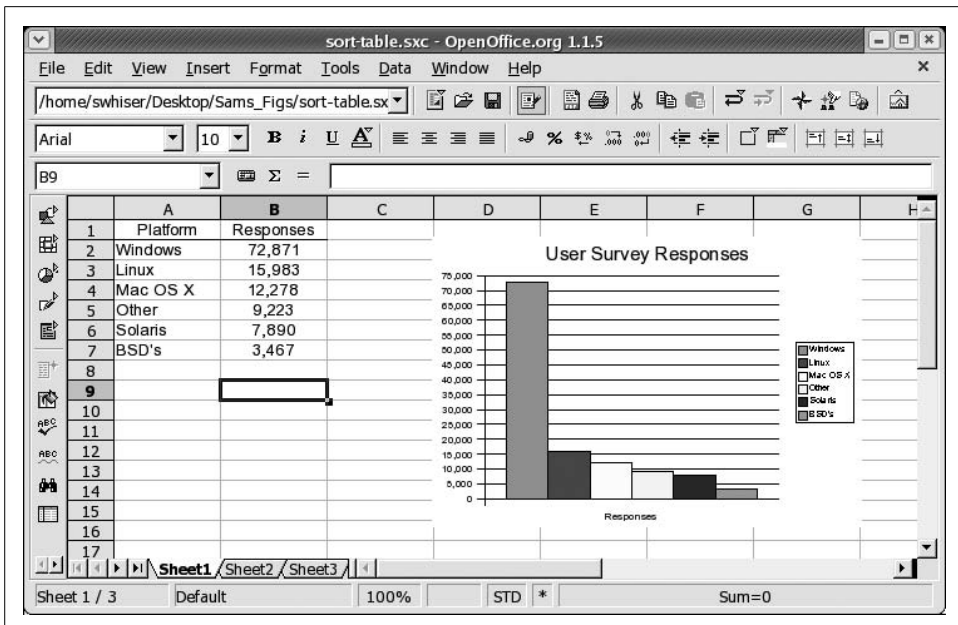 sort-table.sxc - OpenOffice.org 1.1.5
File Edit View Insert Format Tools Data Window Help
/home/swhiser/Desktop/Sams_Figs/sort-table.sx
Arial 10 B i U A
B9 Σ =
A B C D E F G H
1 Platform Responses
2 Windows 72,871
3 Linux 15,983
4 Mac OS X 12,278
5 Other 9,223
6 Solaris 7,890
7 BSD's 3,467
8
9
10
11
12
13
14
15
16
17
User Survey Responses
75,000
70,000
65,000
60,000
55,000
50,000
45,000
40,000
35,000
30,000
25,000
20,000
15,000
10,000
5,000
0
Responses
Windows
Linux
Mac OS X
Other
Solaris
BSD's
ABC
ABC
Sheet1 Sheet2 Sheet3
Sheet 1 / 3 Default 100% STD * Sum=0